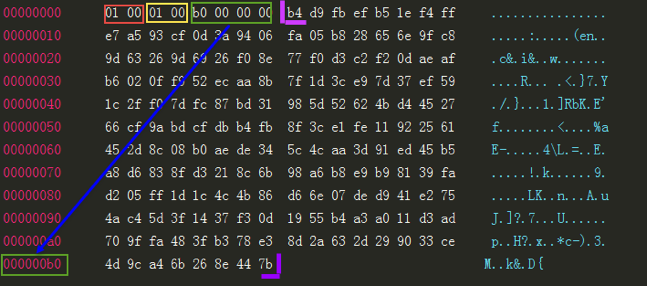 00000000 01 00 01 00 b0 00 00 00 b4 d9 fb ef b5 1e f4 ff ................
00000010 e7 a5 93 cf 0d 3a 94 06 fa 05 b8 28 65 6e 9f c8 .....:.....(en..
00000020 9d 63 26 9d 69 26 f0 8e 77 f0 d3 c2 f2 0d ae af .c&.i&..w.......
00000030 b6 02 0f f9 52 ec aa 8b 7f 1d 3c e9 7d 37 ef 59 ....R... ..<.}7.Y
00000040 1c 2f f0 7d fc 87 bd 31 98 5d 52 62 4b d4 45 27 ./.}...1.]RbK.E'
00000050 66 cf 9a bd cf db b4 fb 8f 3c e1 fe 11 92 25 61 f........<....%a
00000060 45 2d 8c 08 b0 ae de 34 5c 4c aa 3d 91 ed 45 b5 E-.....4\L.=..E.
00000070 a8 d6 83 8f d3 21 8c 6b 98 a6 b8 e9 b9 81 39 fa .....!.k......9.
00000080 d2 05 ff 1d 1c 4c 4b 86 d6 6e 07 de d9 41 e2 75 .....LK..n...A.u
00000090 4a c4 5d 3f 14 37 f3 0d 19 55 b4 a3 a0 11 d3 ad J.]?.7...U......
000000a0 70 9f fa 48 3f b3 78 e3 8d 2a 63 2d 29 90 33 ce p..H?.x..*c-).3.
000000b0 4d 9c a4 6b 26 8e 44 7b M..k&.D{